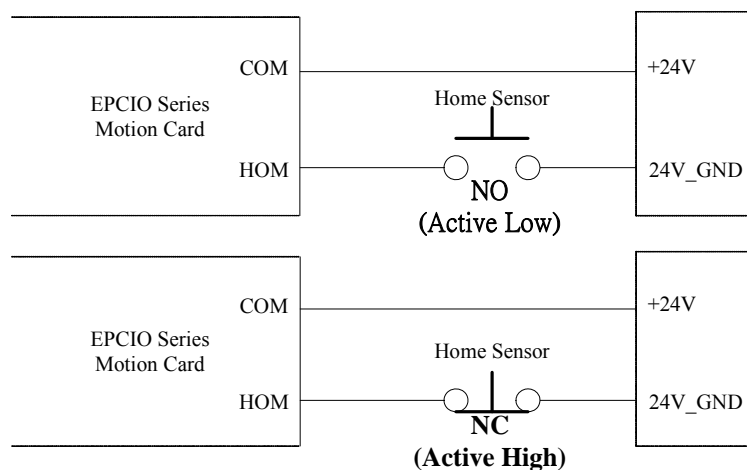 COM
+24V
EPCIO Series
Motion Card
Home Sensor
HOM
24V_GND
NO
(Active Low)
COM
+24V
EPCIO Series
Motion Card
Home Sensor
HOM
24V_GND
NC
(Active High)